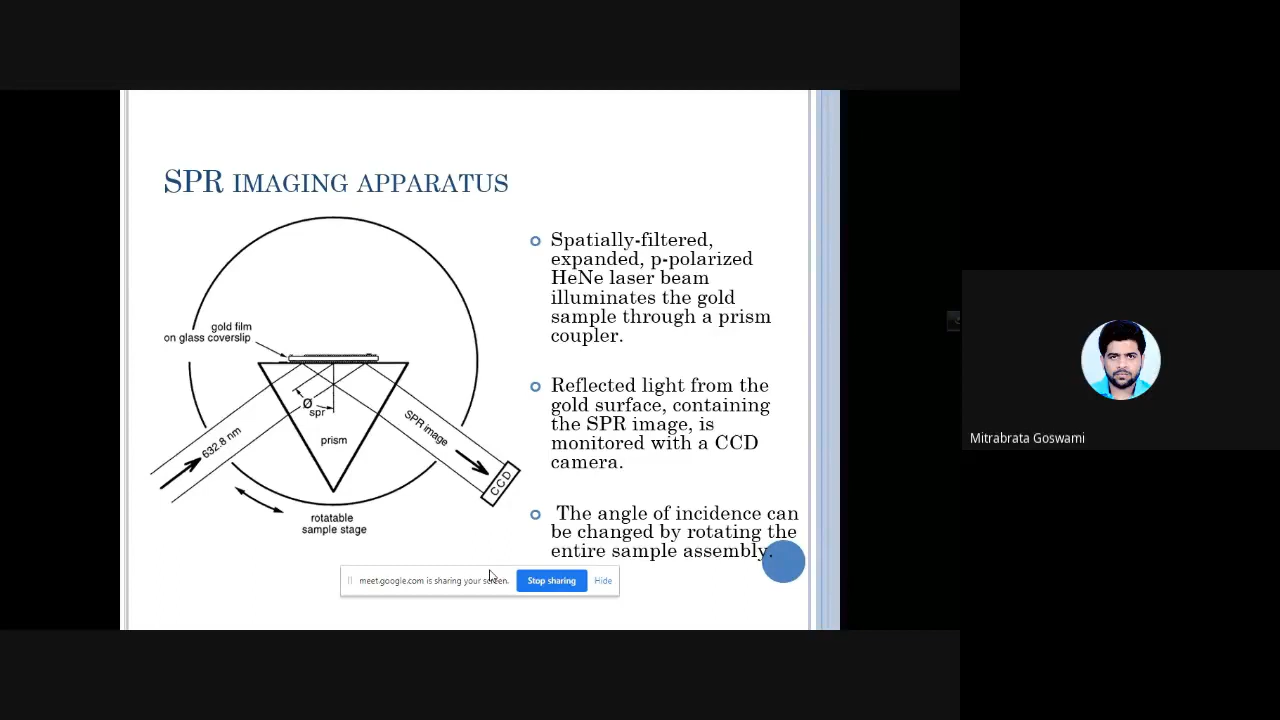 SPR IMAGING APPARATUS
gold film
on glass coverslip
Ø
spr
prism
632.8 nm
SPR image
CCD
rotatable
sample stage
Spatially-filtered,
expanded, p-polarized
HeNe laser beam
illuminates the gold
sample through a prism
coupler.
Reflected light from the
gold surface, containing
the SPR image, is
monitored with a CCD
camera.
The angle of incidence can
be changed by rotating the
entire sample assembly.
meet.google.com is sharing your screen.
Stop sharing
Hide
Mitrabrata Goswami